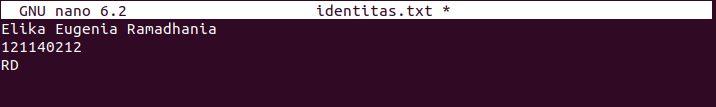 GNU nano 6.2 identitas.txt *
Elika Eugenia Ramadhania
121140212
RD